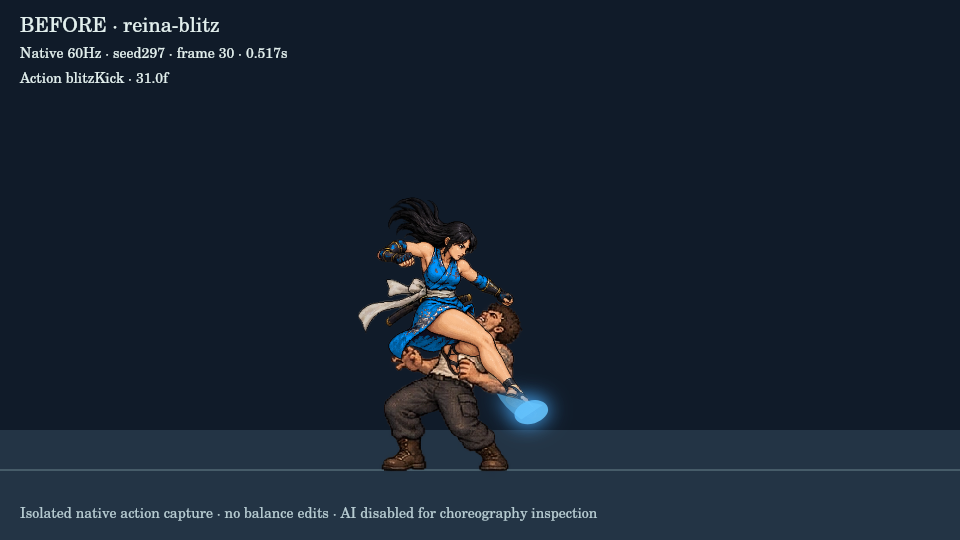 BEFORE · reina-blitz
Native 60Hz · seed297 · frame 30 · 0.517s
Action blitzKick · 31.0f
Isolated native action capture · no balance edits · AI disabled for choreography inspection